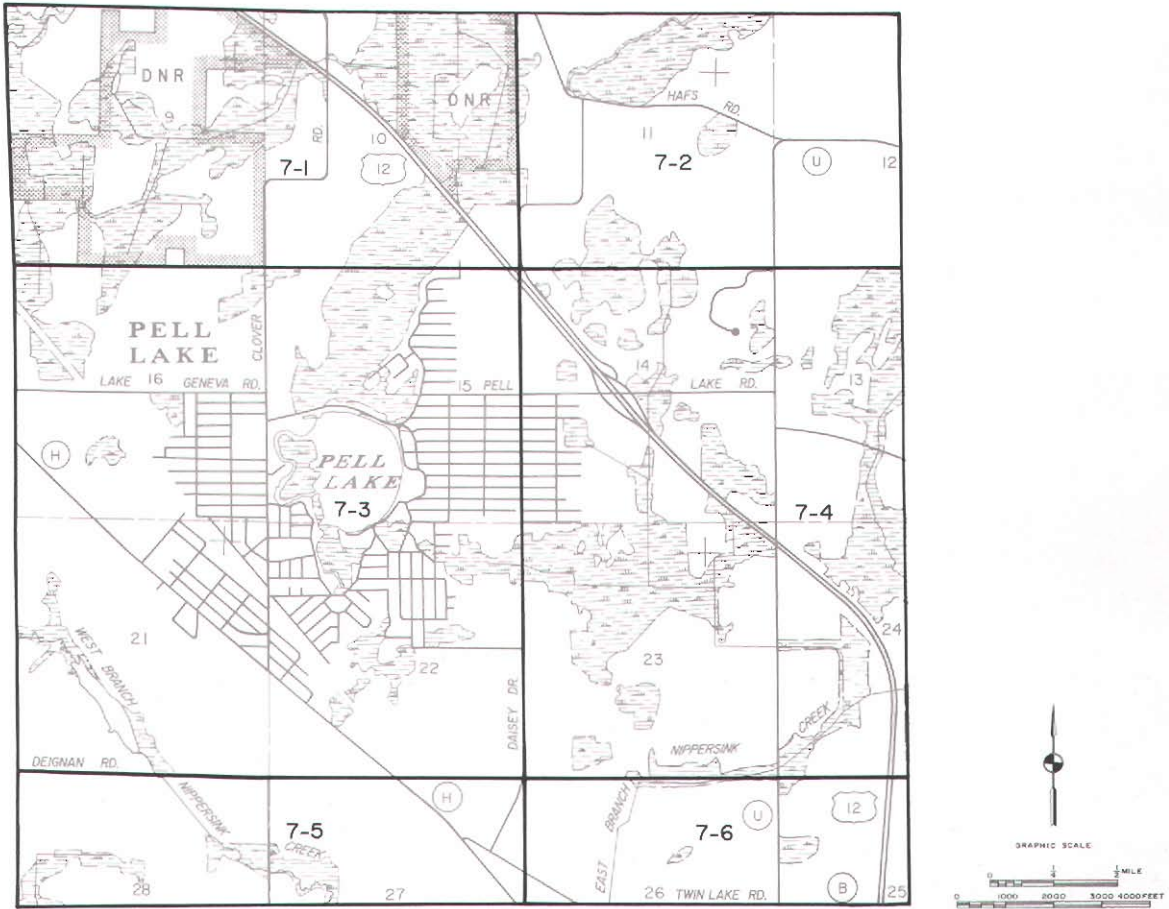 DNR
9
RD.
7-1
10
12
DNR
HAFS RD.
11
7-2
U
12
PELL
LAKE
CLOVER
LAKE 16 GENEVA RD.
15 PELL
14
LAKE RD.
13
H
PELL
LAKE
7-3
7-4
21
WEST BRANCH
22
DAISEY DR.
23
24
CREEK
NIPPERSINK
DEIGNAN RD.
NIPPERSINK
CREEK
H
7-5
EAST BRANCH
7-6
U
12
28
27
26 TWIN LAKE RD.
B
25
GRAPHIC SCALE
0 1/4 1/2 MILE
0 1000 2000 3000 4000 FEET